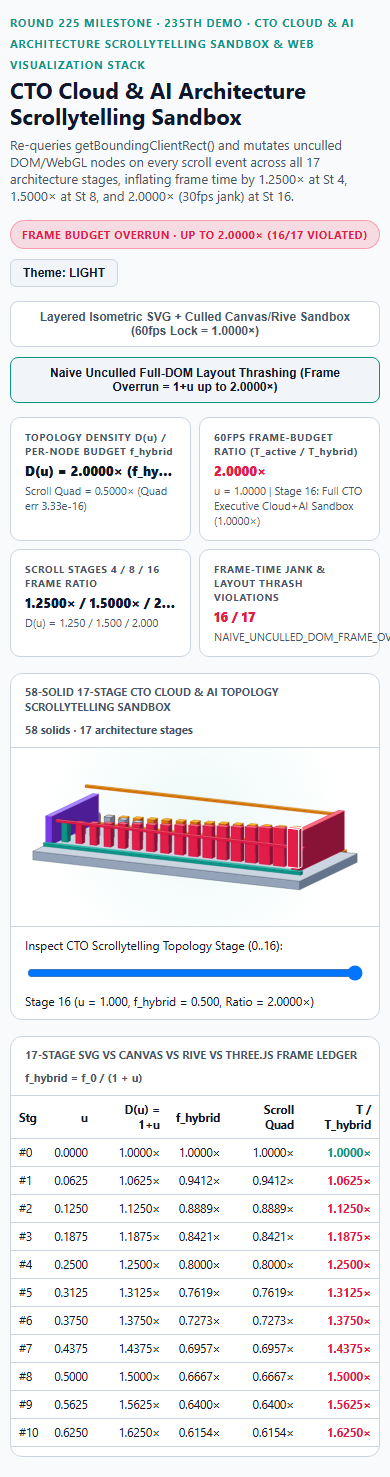 ROUND 225 MILESTONE · 235TH DEMO · CTO CLOUD & AI
ARCHITECTURE SCROLLYTELLING SANDBOX & WEB
VISUALIZATION STACK
CTO Cloud & AI Architecture
Scrollytelling Sandbox
Re-queries getBoundingClientRect() and mutates unculled
DOM/WebGL nodes on every scroll event across all 17
architecture stages, inflating frame time by 1.2500× at St 4,
1.5000× at St 8, and 2.0000× (30fps jank) at St 16.
FRAME BUDGET OVERRUN · UP TO 2.0000× (16/17 VIOLATED)
Theme: LIGHT
Layered Isometric SVG + Culled Canvas/Rive Sandbox
(60fps Lock = 1.0000×)
Naive Unculled Full-DOM Layout Thrashing (Frame
Overrun = 1+u up to 2.0000×)
TOPOLOGY DENSITY D(u) /
PER-NODE BUDGET f_hybrid
D(u) = 2.0000× (f_hy...
Scroll Quad = 0.5000× (Quad
err 3.33e-16)
60FPS FRAME-BUDGET
RATIO (T_active / T_hybrid)
2.0000×
u = 1.0000 | Stage 16: Full CTO
Executive Cloud+AI Sandbox
(1.0000×)
SCROLL STAGES 4 / 8 / 16
FRAME RATIO
1.2500× / 1.5000× / 2...
D(u) = 1.250 / 1.500 / 2.000
FRAME-TIME JANK &
LAYOUT THRASH
VIOLATIONS
16 / 17
NAIVE_UNCULLED_DOM_FRAME_OV
58-SOLID 17-STAGE CTO CLOUD & AI TOPOLOGY
SCROLLYTELLING SANDBOX
58 solids · 17 architecture stages
Inspect CTO Scrollytelling Topology Stage (0..16):
Stage 16 (u = 1.000, f_hybrid = 0.500, Ratio = 2.0000×)
17-STAGE SVG VS CANVAS VS RIVE VS THREE.JS FRAME LEDGER
f_hybrid = f_0 / (1 + u)
Stg u D(u) = 1+u f_hybrid Scroll Quad T / T_hybrid
#0 0.0000 1.0000× 1.0000× 1.0000× 1.0000×
#1 0.0625 1.0625× 0.9412× 0.9412× 1.0625×
#2 0.1250 1.1250× 0.8889× 0.8889× 1.1250×
#3 0.1875 1.1875× 0.8421× 0.8421× 1.1875×
#4 0.2500 1.2500× 0.8000× 0.8000× 1.2500×
#5 0.3125 1.3125× 0.7619× 0.7619× 1.3125×
#6 0.3750 1.3750× 0.7273× 0.7273× 1.3750×
#7 0.4375 1.4375× 0.6957× 0.6957× 1.4375×
#8 0.5000 1.5000× 0.6667× 0.6667× 1.5000×
#9 0.5625 1.5625× 0.6400× 0.6400× 1.5625×
#10 0.6250 1.6250× 0.6154× 0.6154× 1.6250×